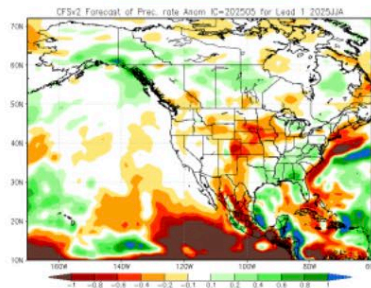 CFSv2 Forecast of Prec. rate Anom IC=202505 for Lead 1 2025JJA
70N
60N
50N
40N
30N
20N
10N
160W 140W 120W 100W 80W 60W
-1 -0.8 -0.6 -0.4 -0.2 -0.1 0.1 0.2 0.4 0.6 0.8 1